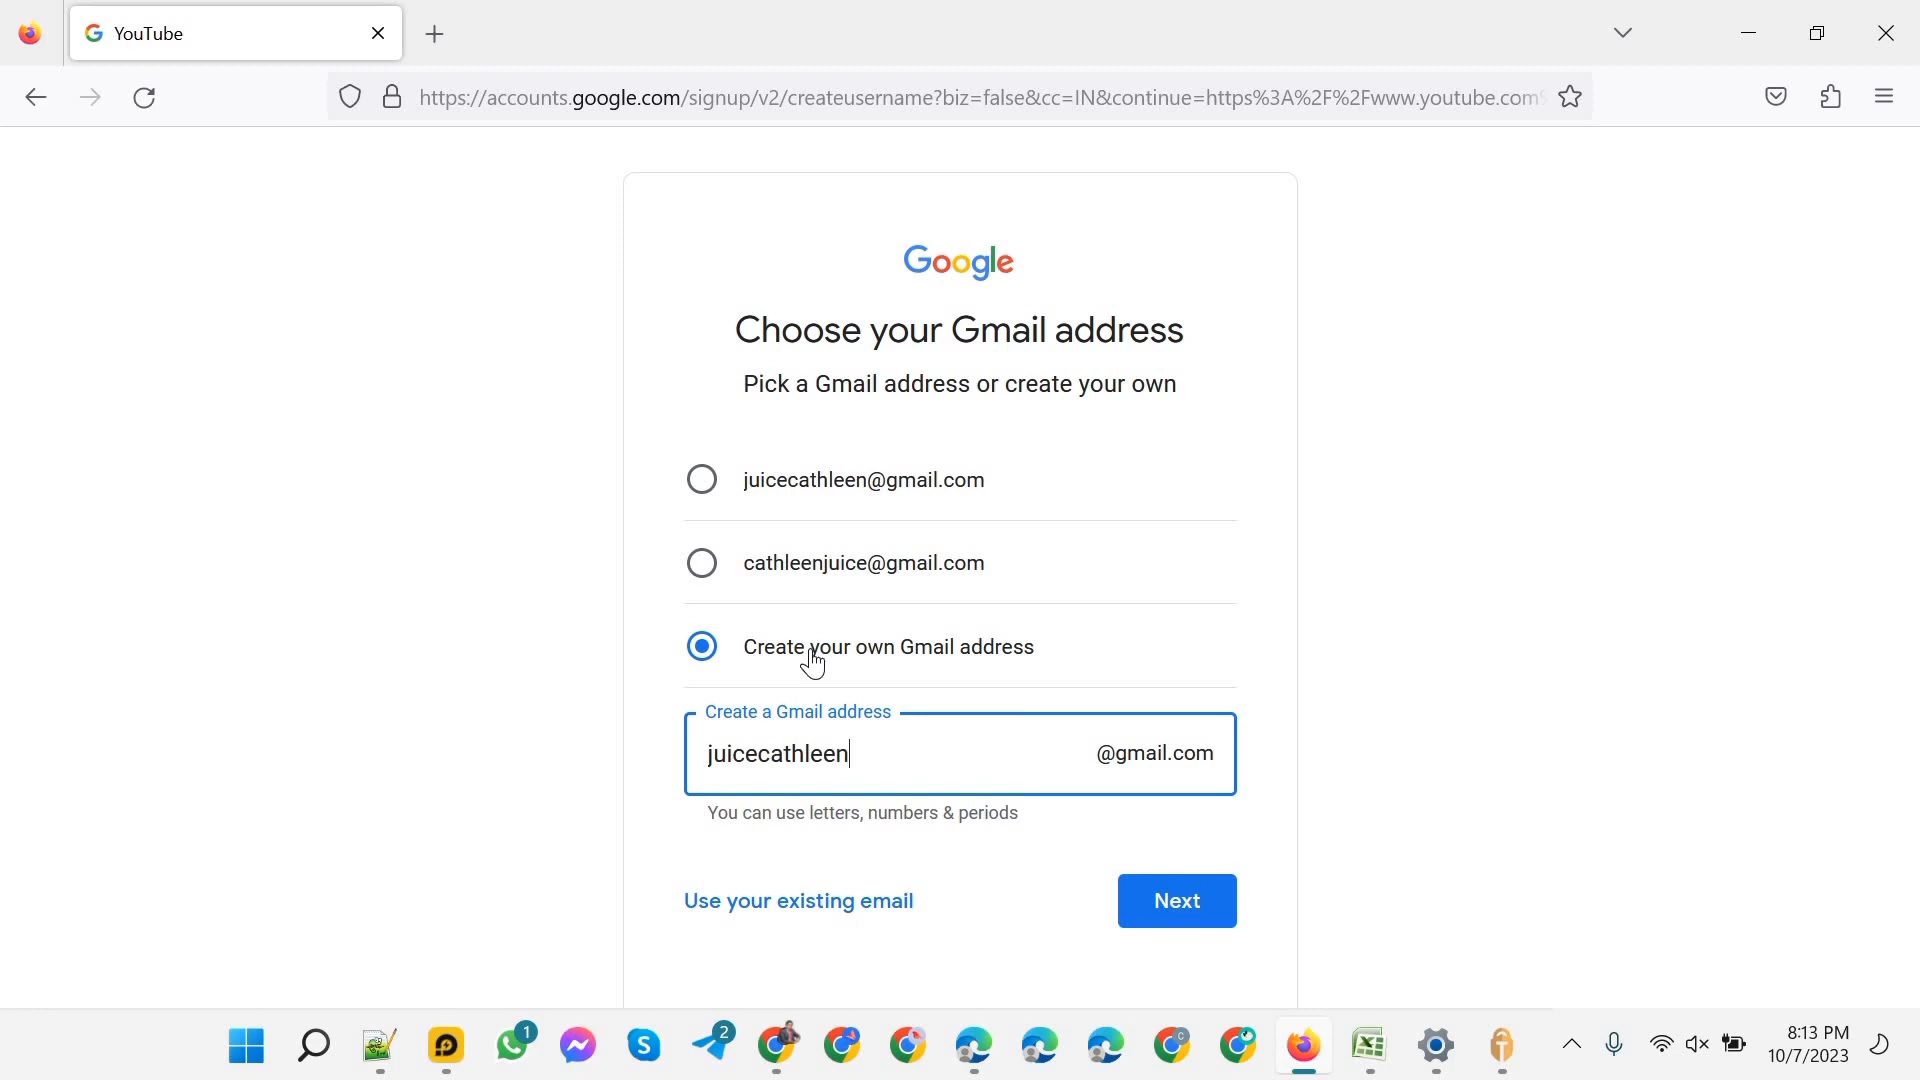 YouTube
https://accounts.google.com/signup/v2/createusername?biz=false&cc=IN&continue=https%3A%2F%2Fwww.youtube.com%
Google
Choose your Gmail address
Pick a Gmail address or create your own
juicecathleen@gmail.com
cathleenjuice@gmail.com
Create your own Gmail address
Create a Gmail address
juicecathleen @gmail.com
You can use letters, numbers & periods
Use your existing email Next
1 2
8:13 PM
10/7/2023